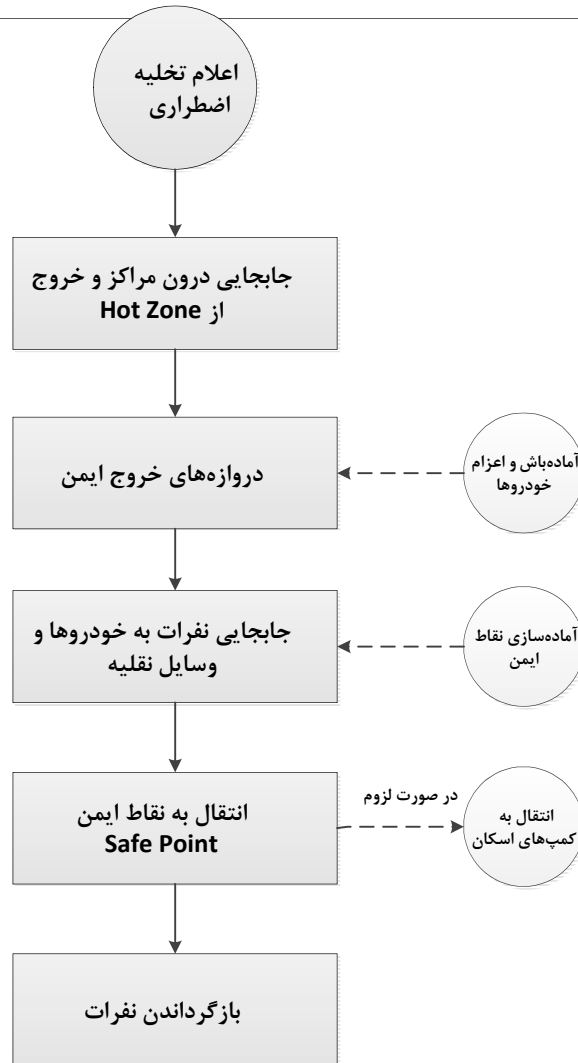 اعلام تخلیه
اضطراری
جابجایی درون مراکز و خروج
از Hot Zone
دروازه‌های خروج ایمن
آماده‌باش و اعزام
خودروها
جابجایی نفرات به خودروها و
وسایل نقلیه
آماده‌سازی نقاط
ایمن
انتقال به نقاط ایمن
Safe Point
در صورت لزوم
انتقال به
کمپ‌های اسکان
بازگرداندن نفرات